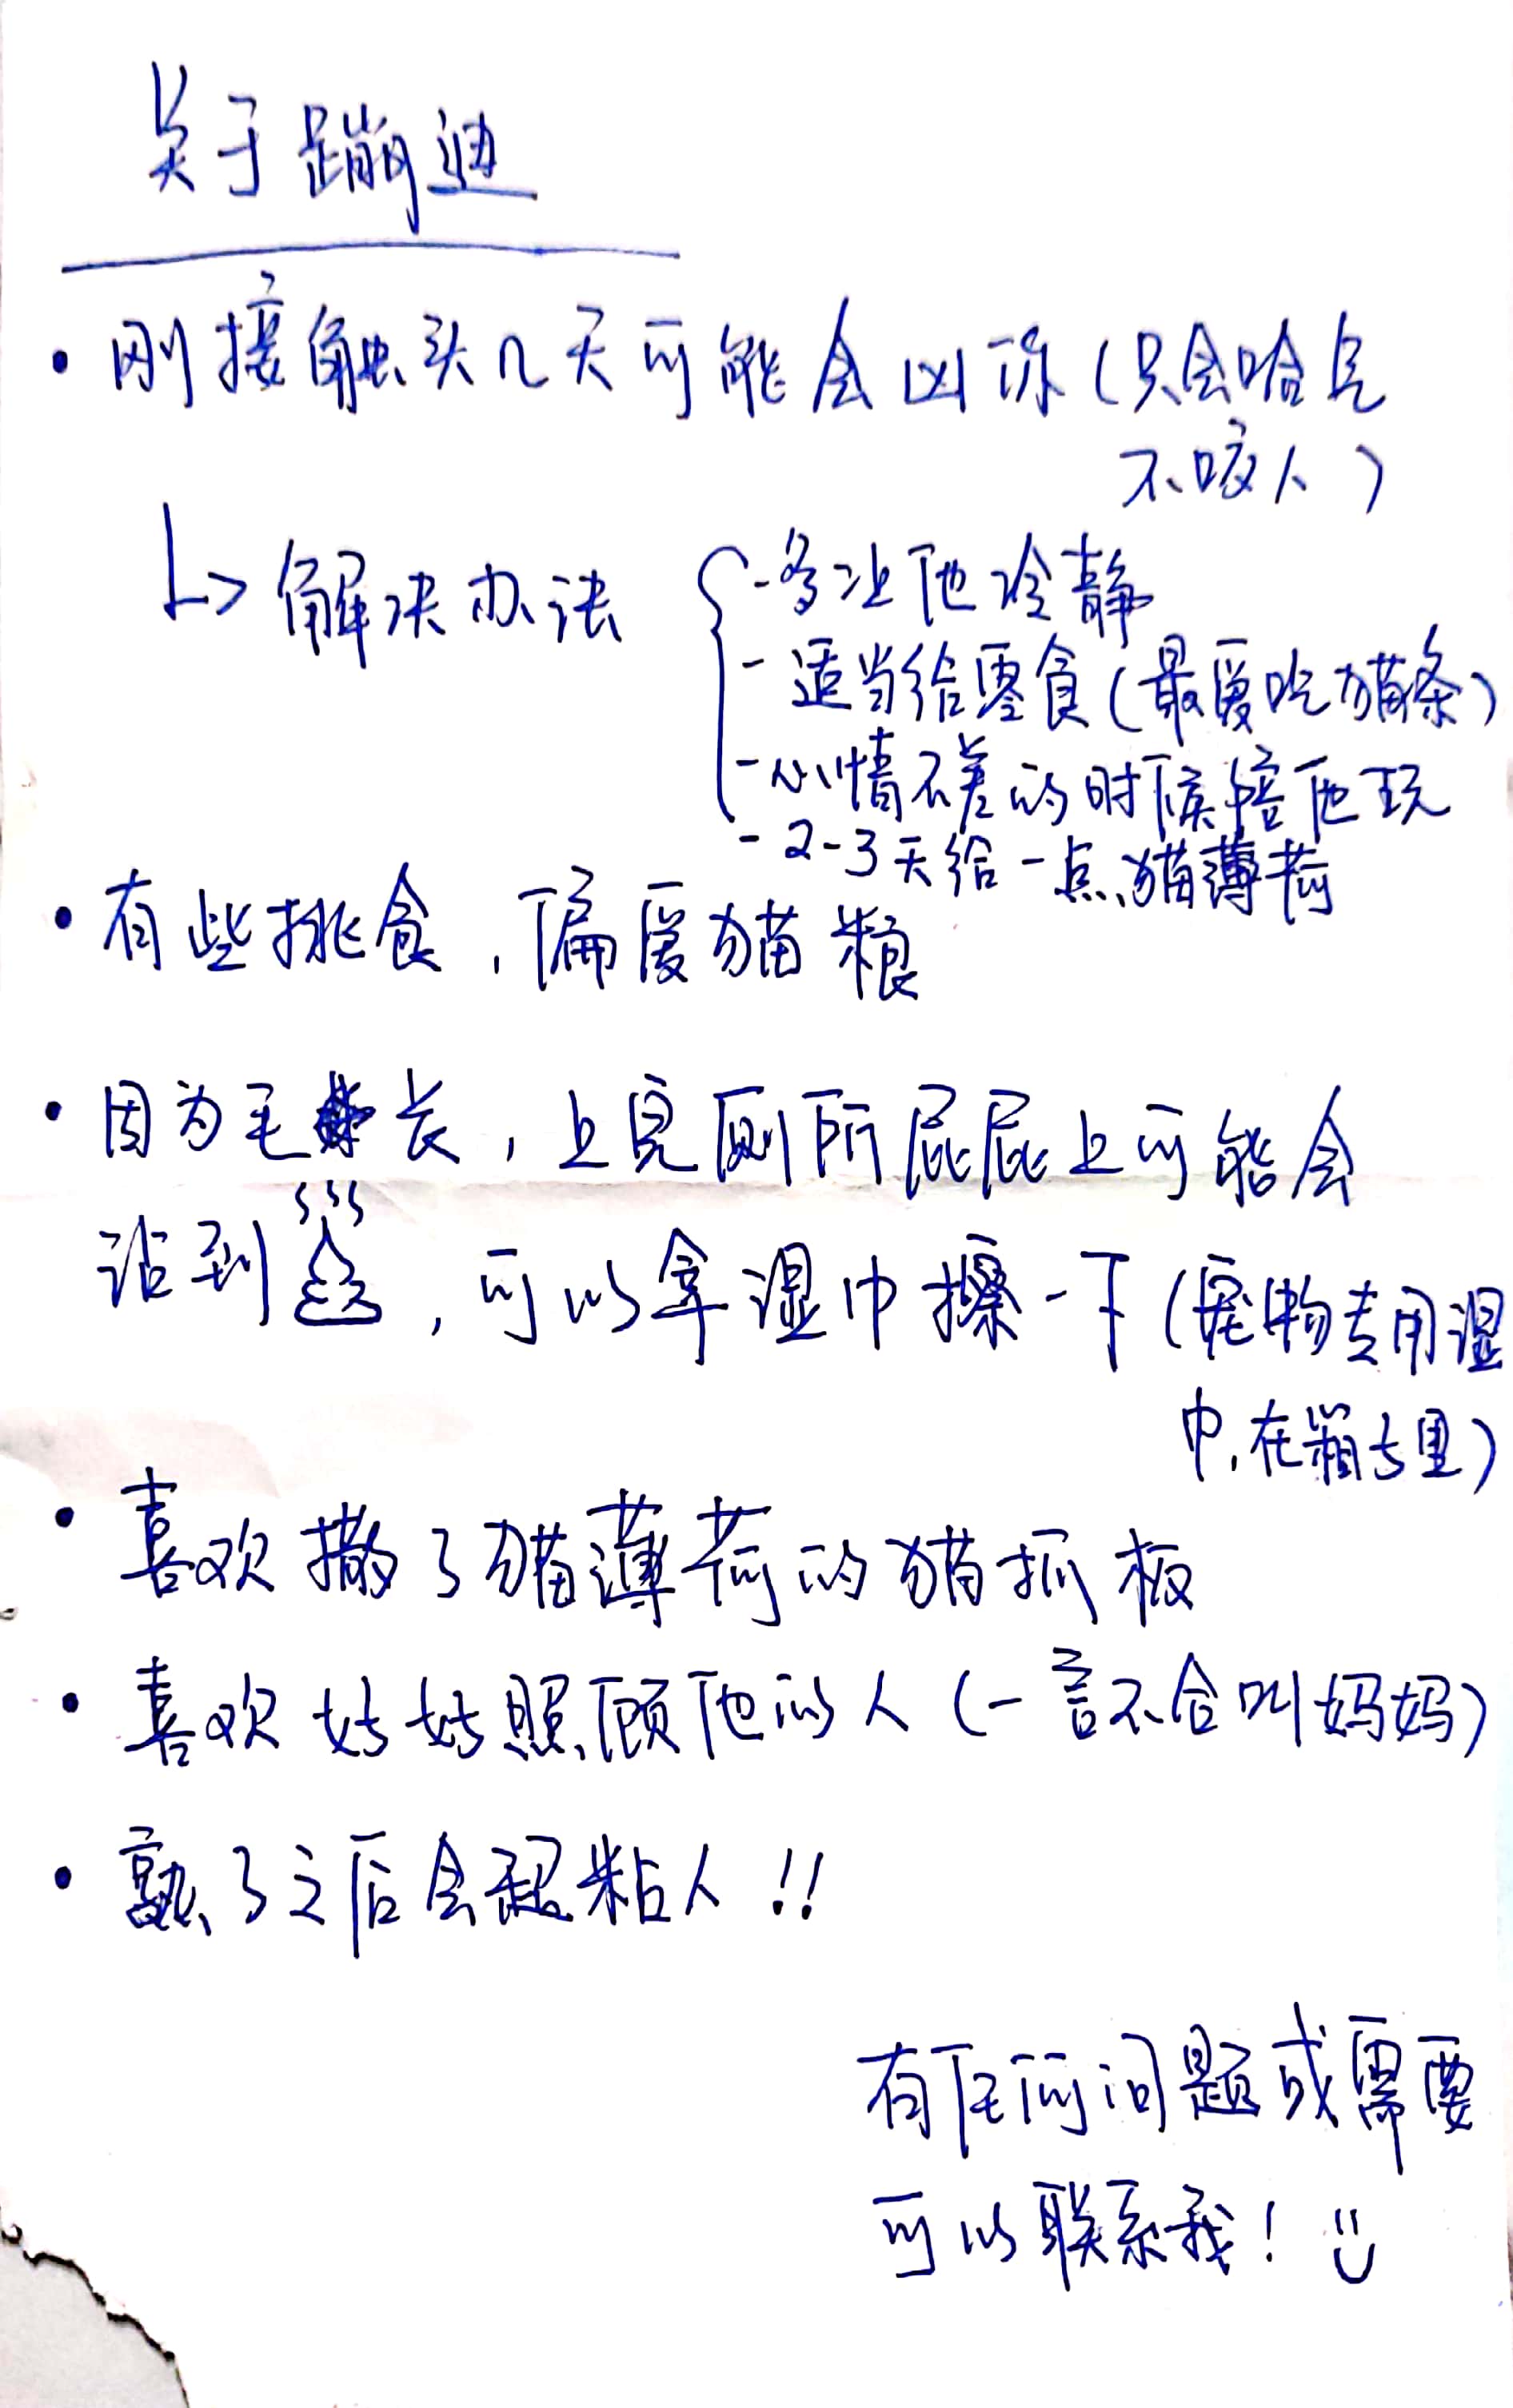 关于蹦迪
• 刚接触头几天可能会凶你(只会哈气
不咬人)
↳ 解决办法
- 多让他冷静
- 适当给零食(最爱吃猫条)
- 心情不差的时候陪他玩
- 2-3天给一点猫薄荷
• 有些挑食,偏爱猫粮
• 因为毛长,上完厕所屁屁上可能会
沾到,可以拿湿巾擦一下(宠物专用湿
巾,在箱子里)
• 喜欢撒了猫薄荷的猫抓板
• 喜欢好好照顾他的人(一言不合叫妈妈)
• 熟了之后会超粘人!!
有任何问题或需要
可以联系我!